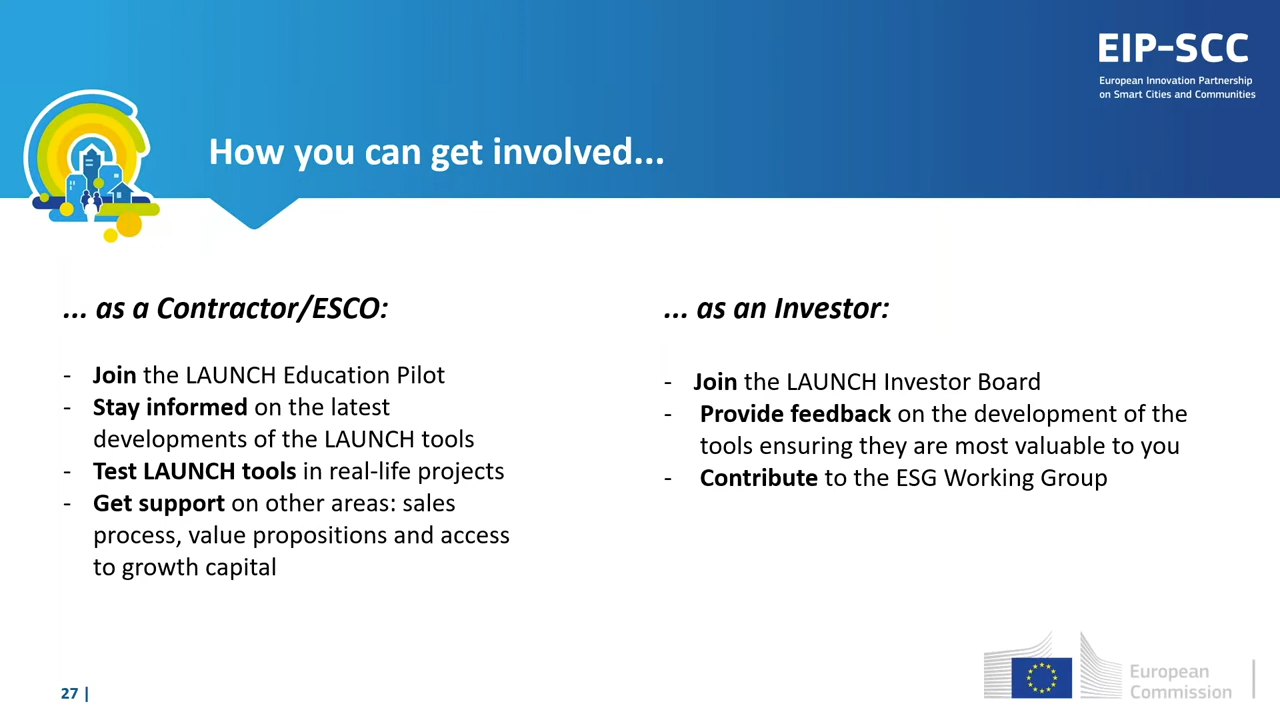 EIP-SCC
European Innovation Partnership
on Smart Cities and Communities
How you can get involved...
... as a Contractor/ESCO:
- Join the LAUNCH Education Pilot
- Stay informed on the latest
developments of the LAUNCH tools
- Test LAUNCH tools in real-life projects
- Get support on other areas: sales
process, value propositions and access
to growth capital
... as an Investor:
- Join the LAUNCH Investor Board
- Provide feedback on the development of the
tools ensuring they are most valuable to you
- Contribute to the ESG Working Group
27 |
European
Commission